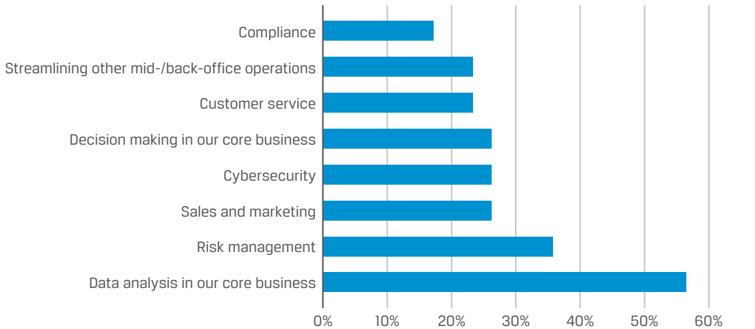 Compliance
Streamlining other mid-/back-office operations
Customer service
Decision making in our core business
Cybersecurity
Sales and marketing
Risk management
Data analysis in our core business
0% 10% 20% 30% 40% 50% 60%